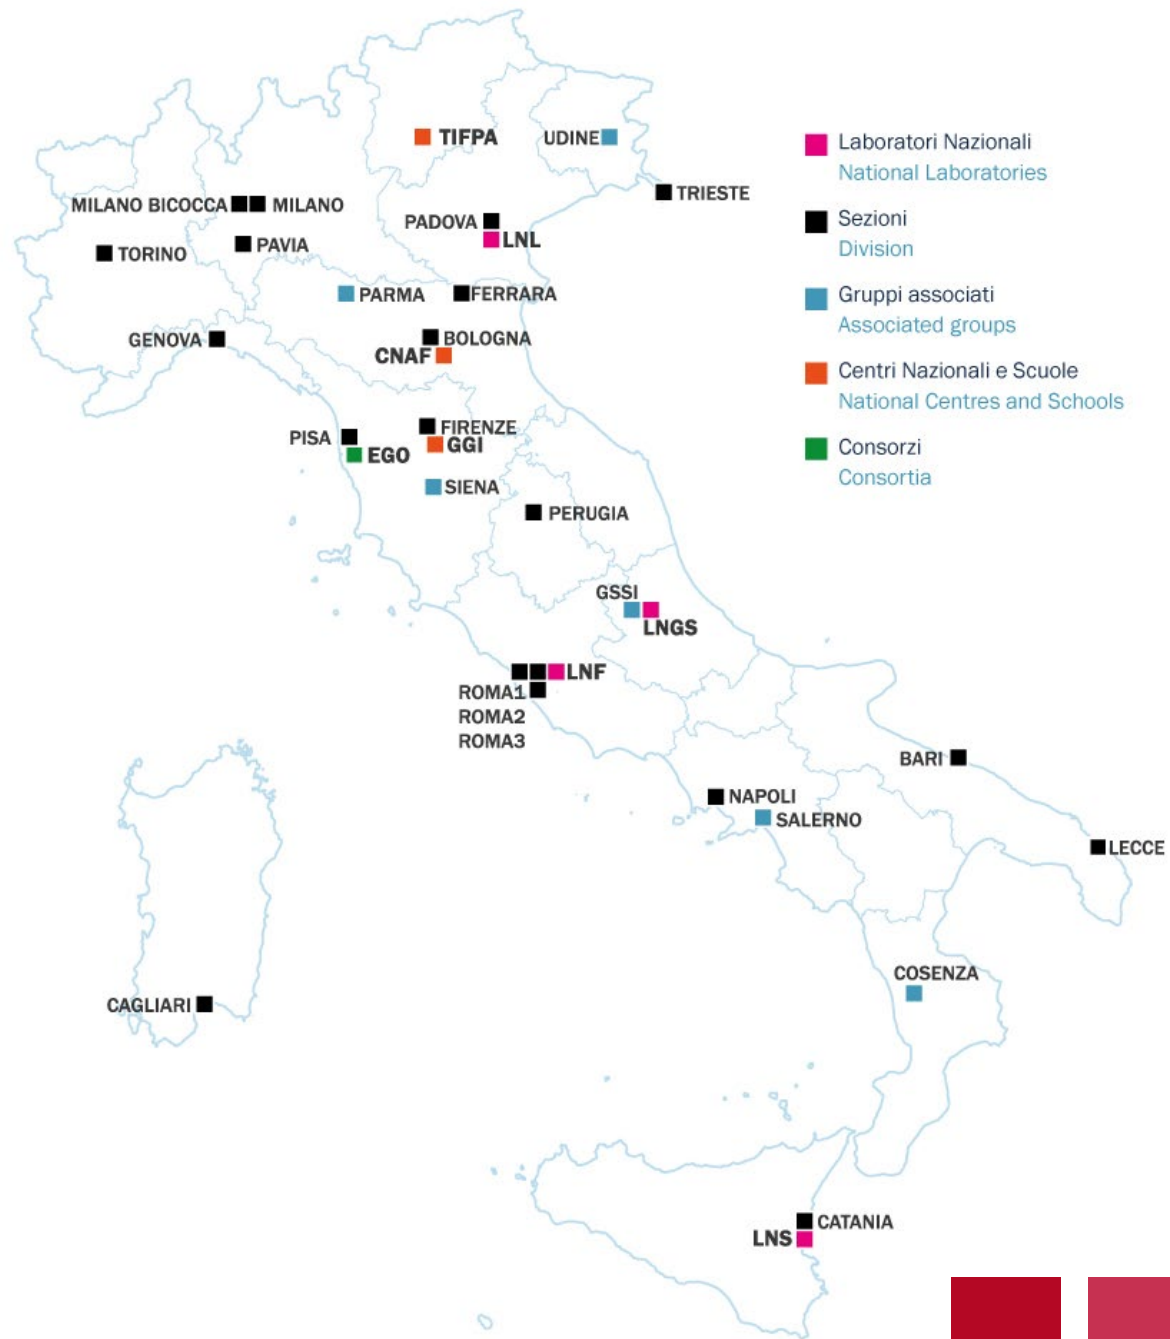 TIFPA
UDINE
TRIESTE
MILANO BICOCCA
MILANO
PADOVA
LNL
TORINO
PAVIA
PARMA
FERRARA
GENOVA
BOLOGNA
CNAF
FIRENZE
PISA
GGI
EGO
SIENA
PERUGIA
GSSI
LNGS
LNF
ROMA1
ROMA2
ROMA3
BARI
NAPOLI
SALERNO
LECCE
COSENZA
CAGLIARI
CATANIA
LNS
Laboratori Nazionali
National Laboratories
Sezioni
Division
Gruppi associati
Associated groups
Centri Nazionali e Scuole
National Centres and Schools
Consorzi
Consortia